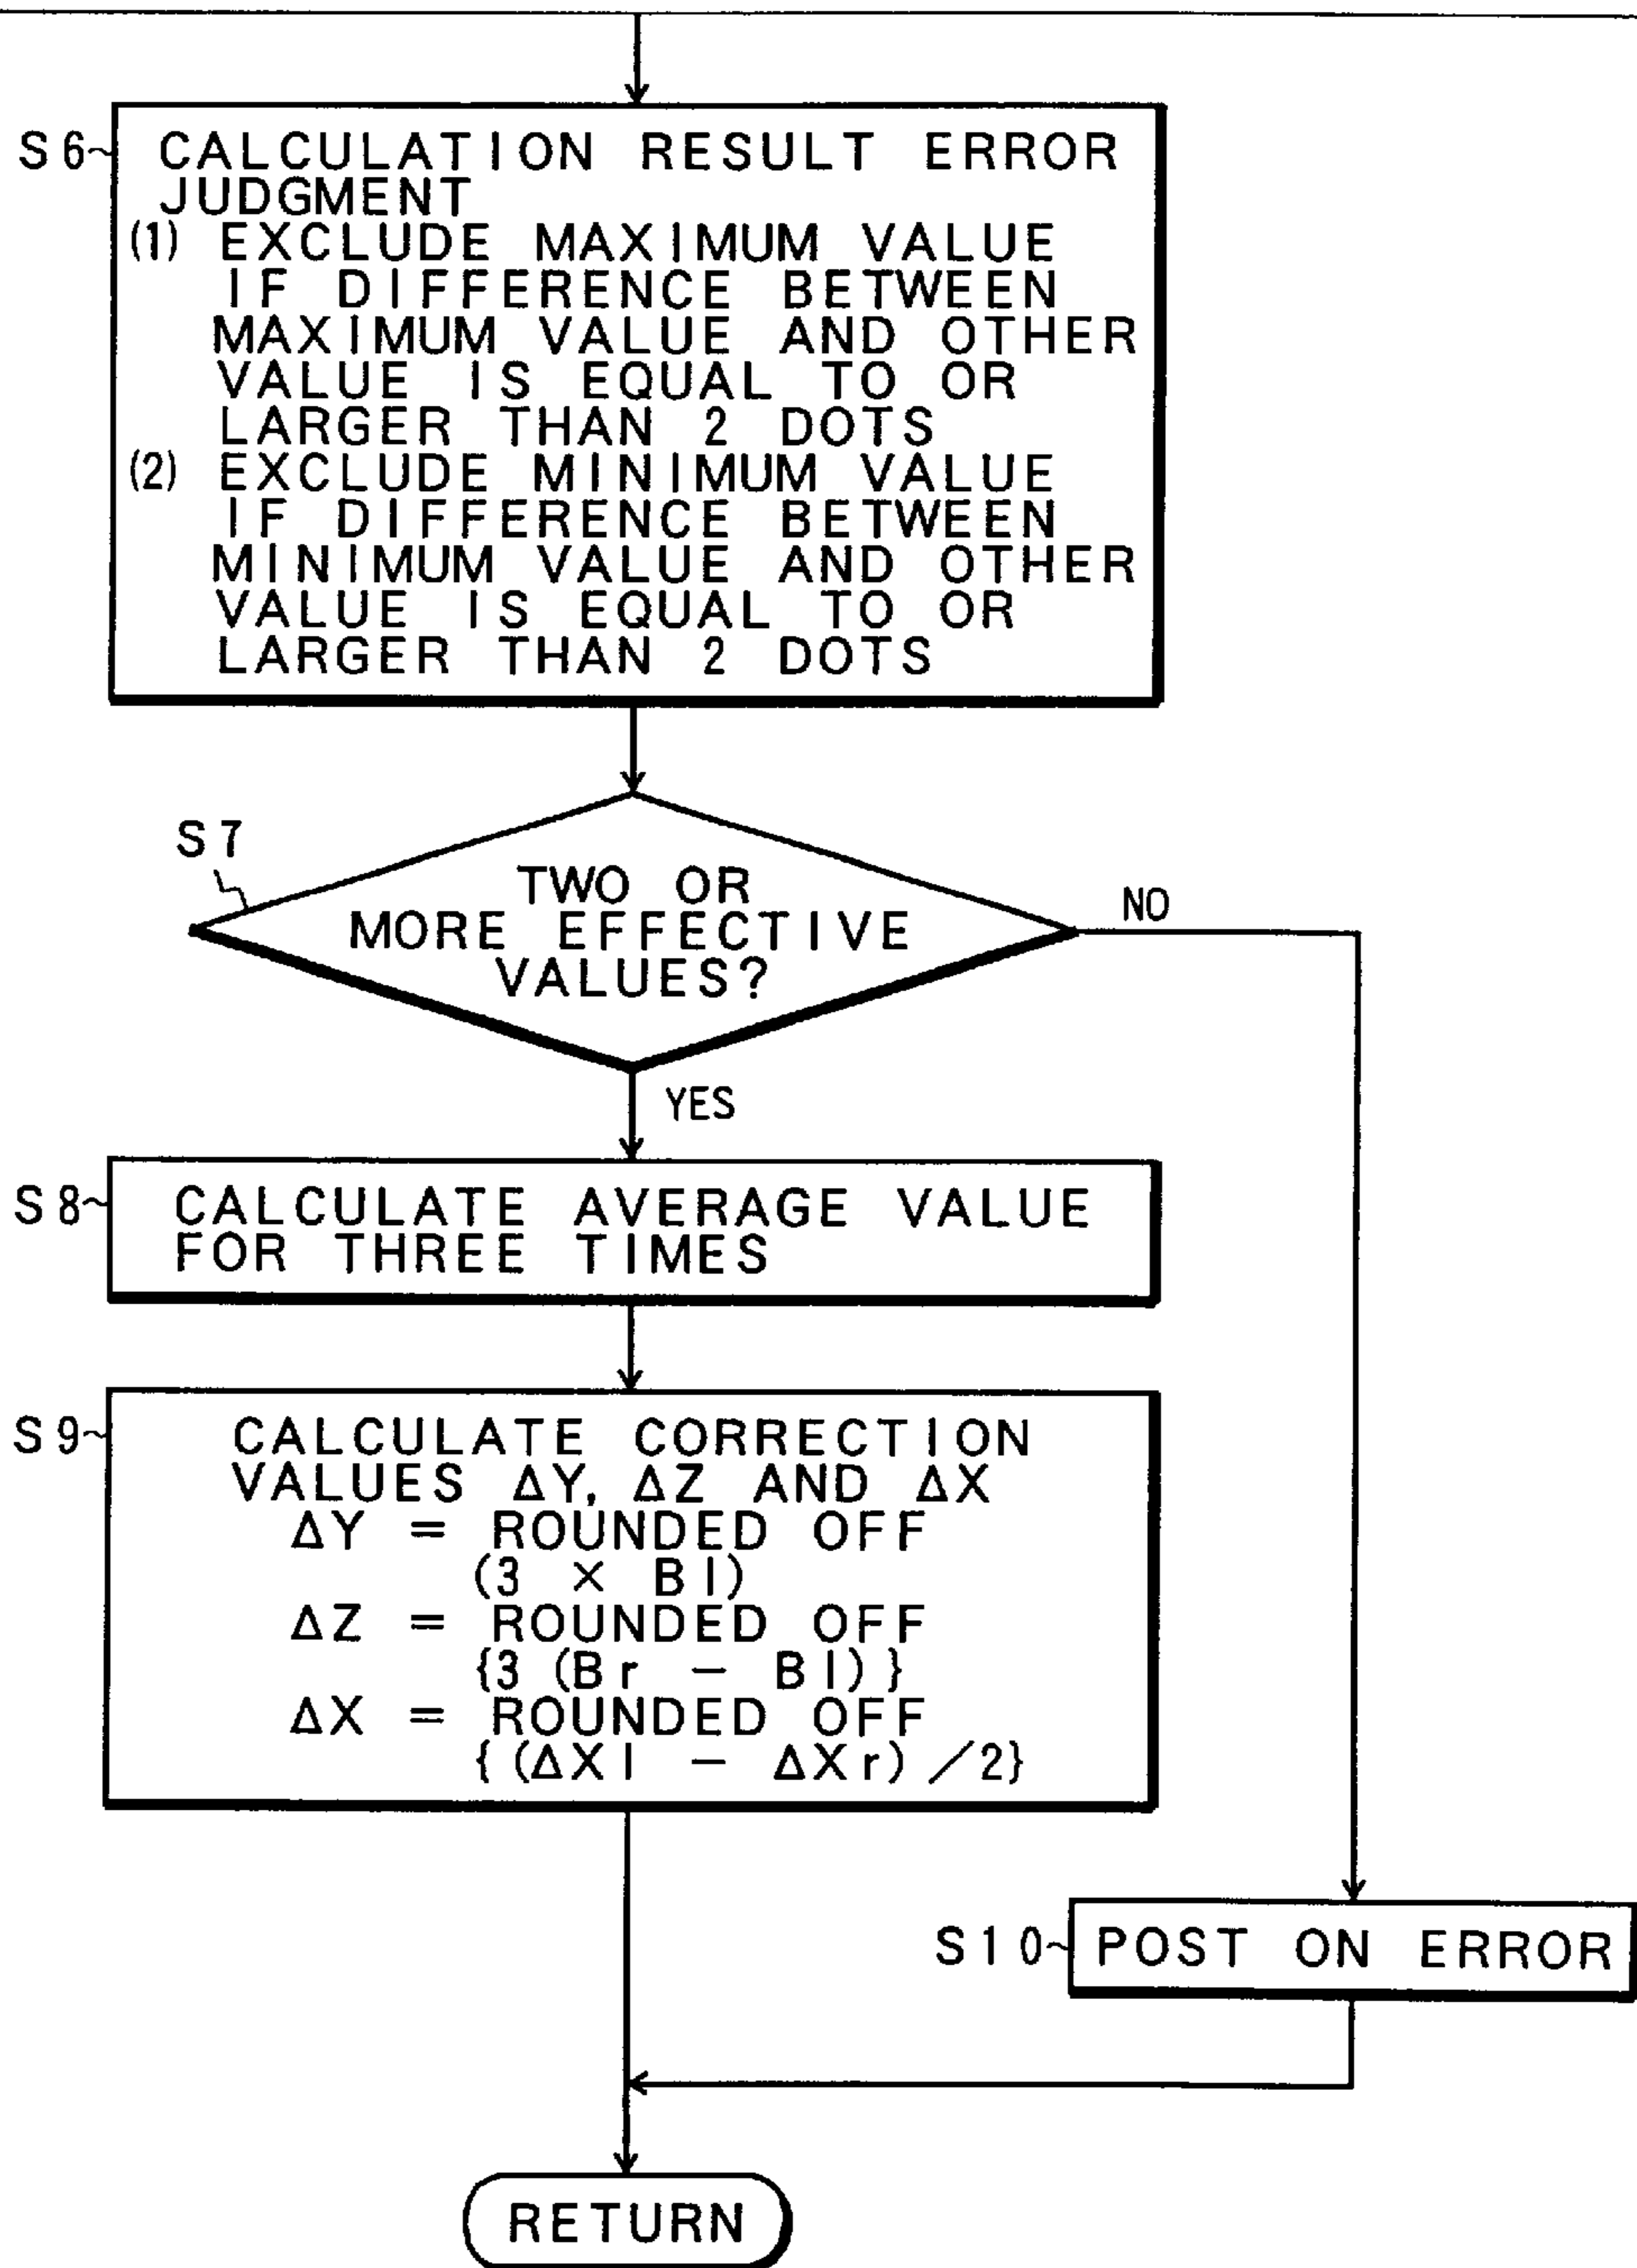 S6 CALCULATION RESULT ERROR
JUDGMENT
(1) EXCLUDE MAXIMUM VALUE
IF DIFFERENCE BETWEEN
MAXIMUM VALUE AND OTHER
VALUE IS EQUAL TO OR
LARGER THAN 2 DOTS
(2) EXCLUDE MINIMUM VALUE
IF DIFFERENCE BETWEEN
MINIMUM VALUE AND OTHER
VALUE IS EQUAL TO OR
LARGER THAN 2 DOTS
S7
TWO OR
MORE EFFECTIVE
VALUES?
NO
YES
S8 CALCULATE AVERAGE VALUE
FOR THREE TIMES
S9 CALCULATE CORRECTION
VALUES ΔY, ΔZ AND ΔX
ΔY = ROUNDED OFF
(3 × Bl)
ΔZ = ROUNDED OFF
{3 (Br − Bl)}
ΔX = ROUNDED OFF
{(ΔXl − ΔXr)/2}
S10 POST ON ERROR
RETURN